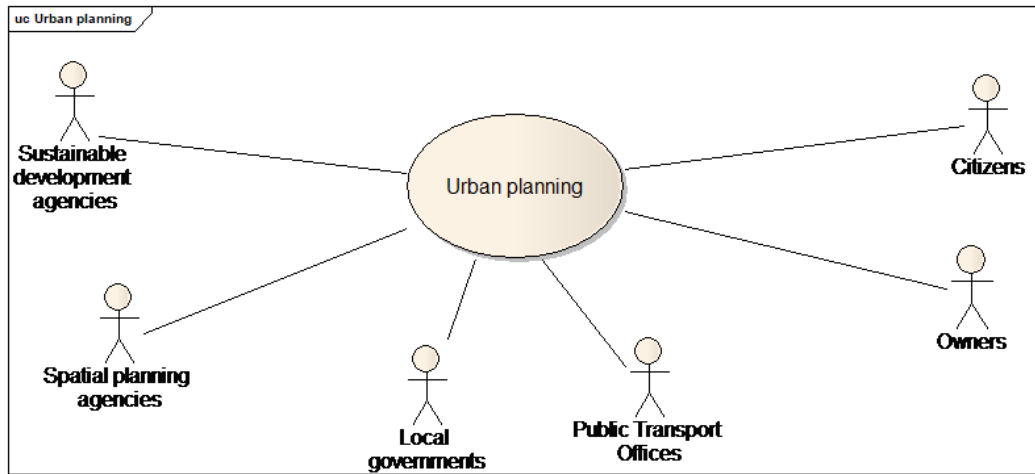 uc Urban planning
Sustainable
development
agencies
Urban planning
Citizens
Spatial planning
agencies
Local
governments
Public Transport
Offices
Owners